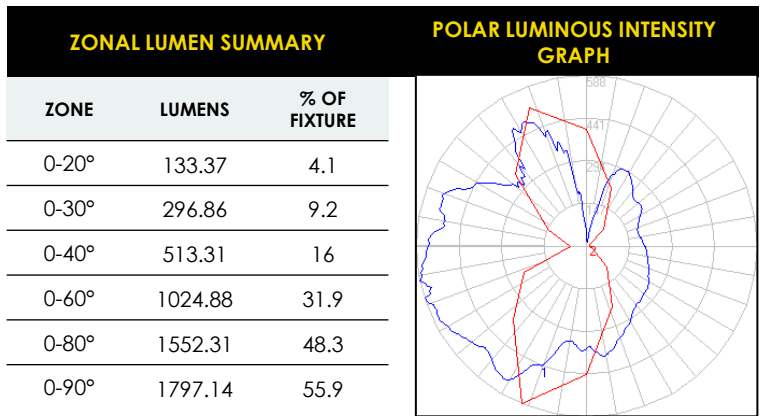 ZONAL LUMEN SUMMARY
POLAR LUMINOUS INTENSITY
GRAPH
ZONE LUMENS % OF
FIXTURE
0-20° 133.37 4.1
0-30° 296.86 9.2
0-40° 513.31 16
0-60° 1024.88 31.9
0-80° 1552.31 48.3
0-90° 1797.14 55.9
588
441
2
1